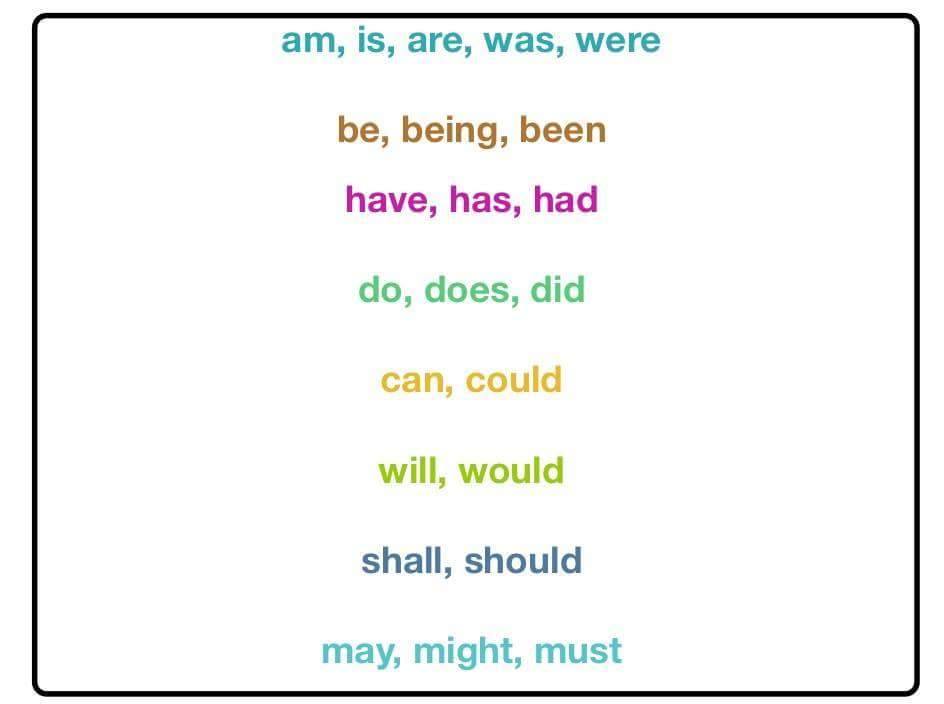 am, is, are, was, were
be, being, been
have, has, had
do, does, did
can, could
will, would
shall, should
may, might, must